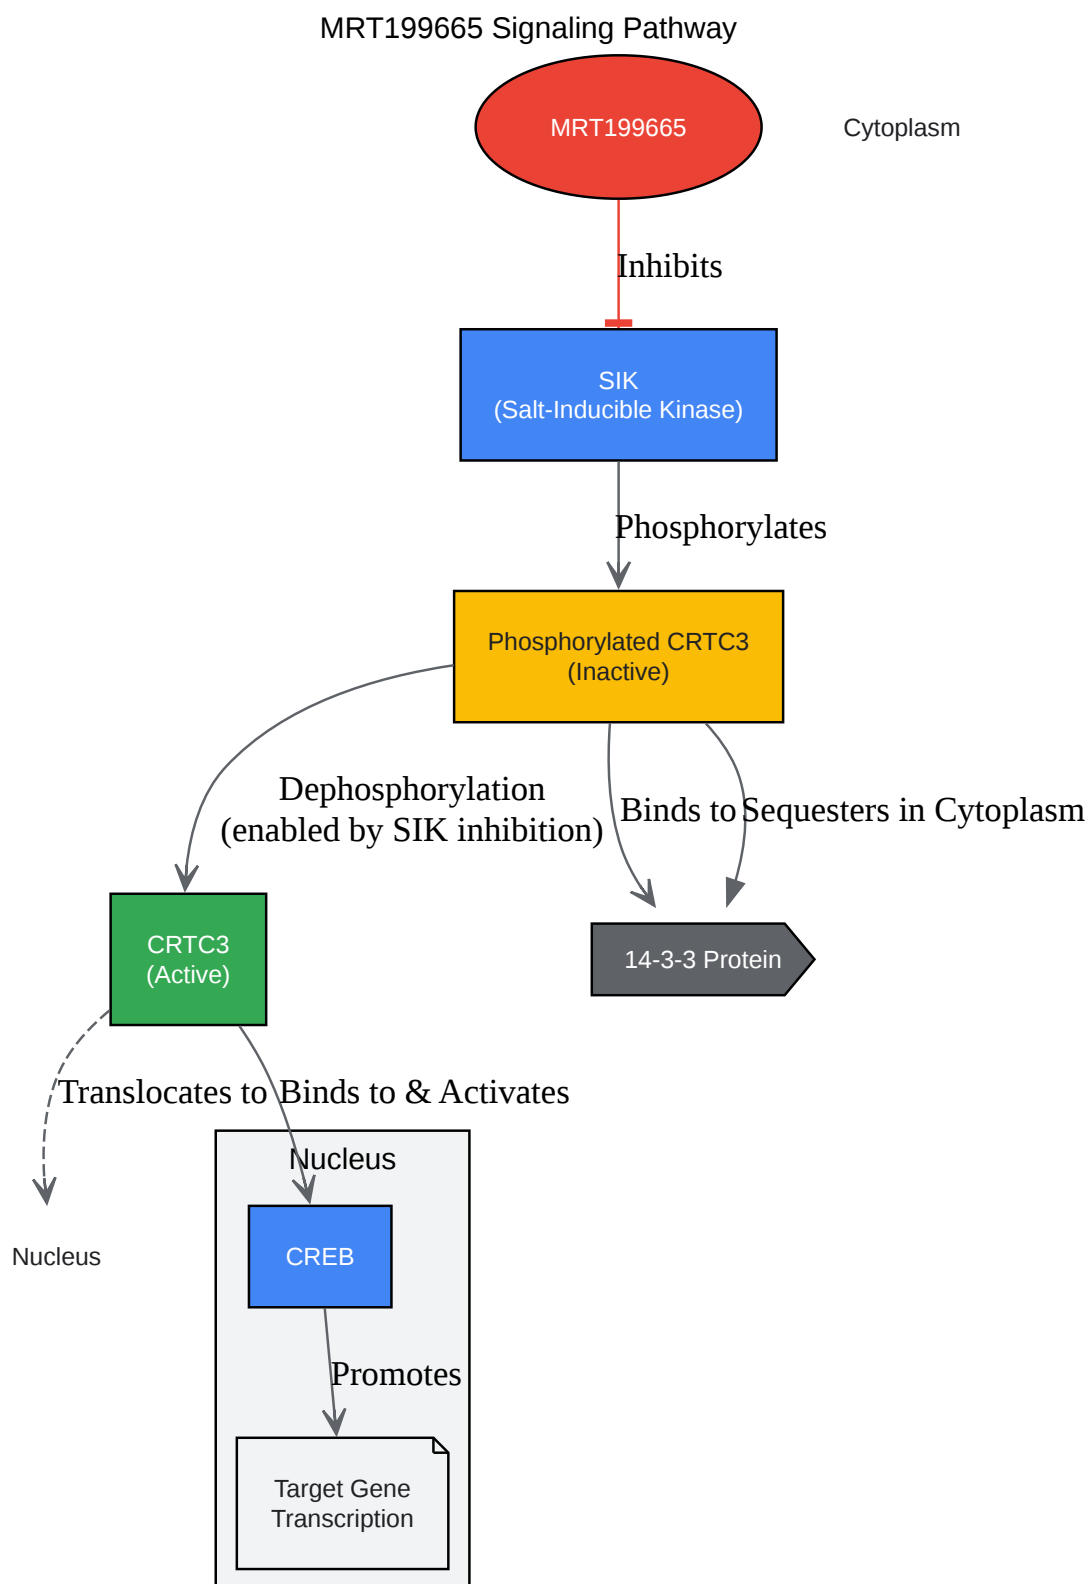 MRT199665 Signaling Pathway
MRT199665
Cytoplasm
Inhibits
SIK
(Salt-Inducible Kinase)
Phosphorylates
Phosphorylated CRTC3
(Inactive)
Dephosphorylation
(enabled by SIK inhibition)
Binds to
Sequesters in Cytoplasm
CRTC3
(Active)
14-3-3 Protein
Translocates to
Binds to & Activates
Nucleus
Nucleus
CREB
Promotes
Target Gene
Transcription